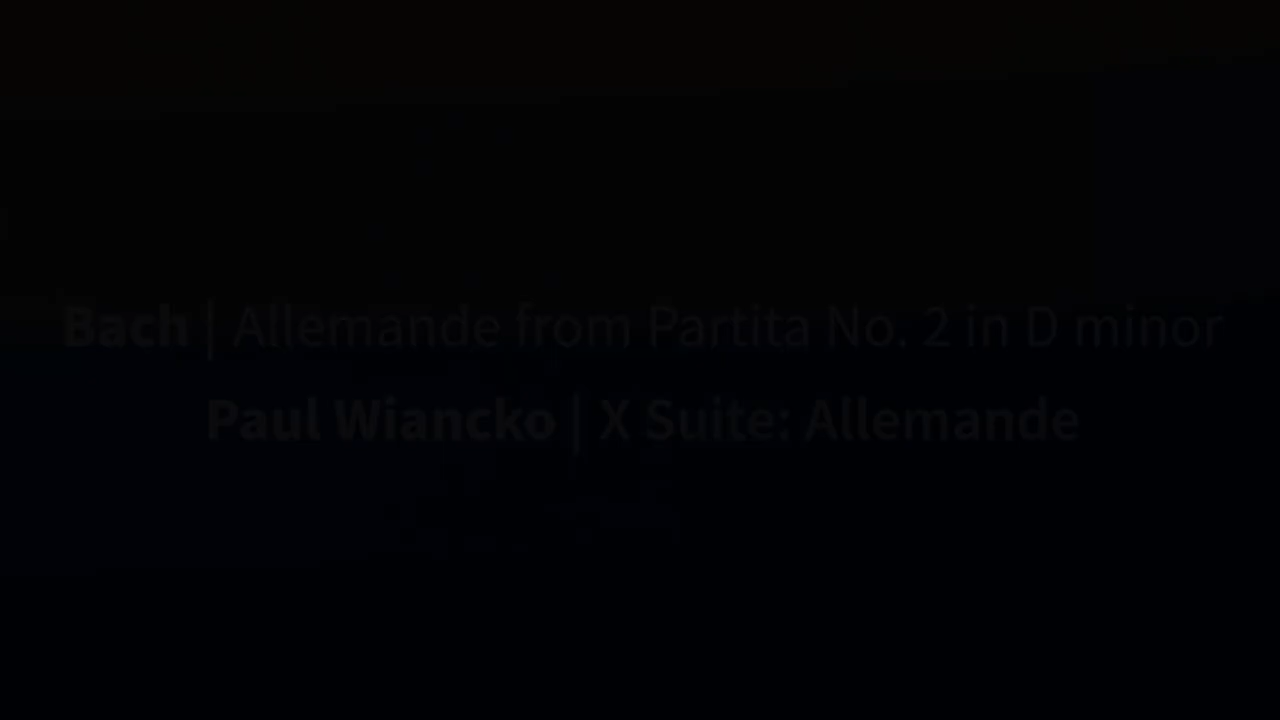 Bach | Allemande from Partita No. 2 in D minor
Paul Wiancko | X Suite: Allemande